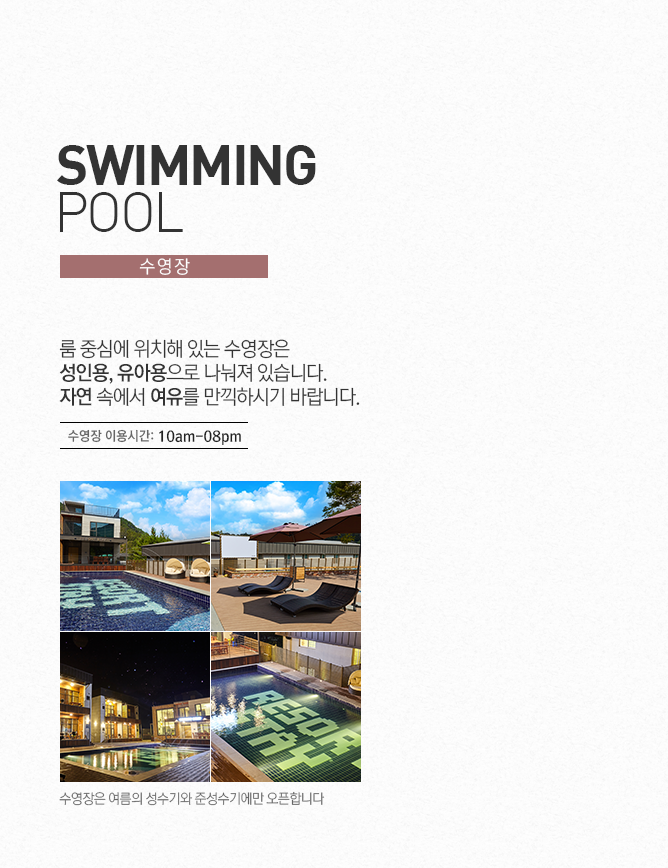 SWIMMING
POOL
수영장
룸 중심에 위치해 있는 수영장은
성인용, 유아용으로 나눠져 있습니다.
자연 속에서 여유를 만끽하시기 바랍니다.
수영장 이용시간: 10am-08pm
RESORT
STAY
수영장은 여름의 성수기와 준성수기에만 오픈합니다